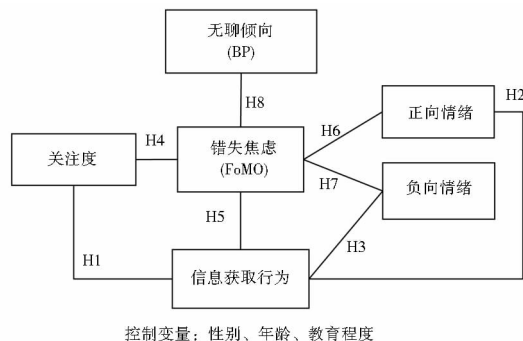 无聊倾向
(BP)
H8
H2
正向情绪
H6
H4
错失焦虑
(FoMO)
关注度
H7
负向情绪
H5
H3
H1
信息获取行为
控制变量：性别、年龄、教育程度